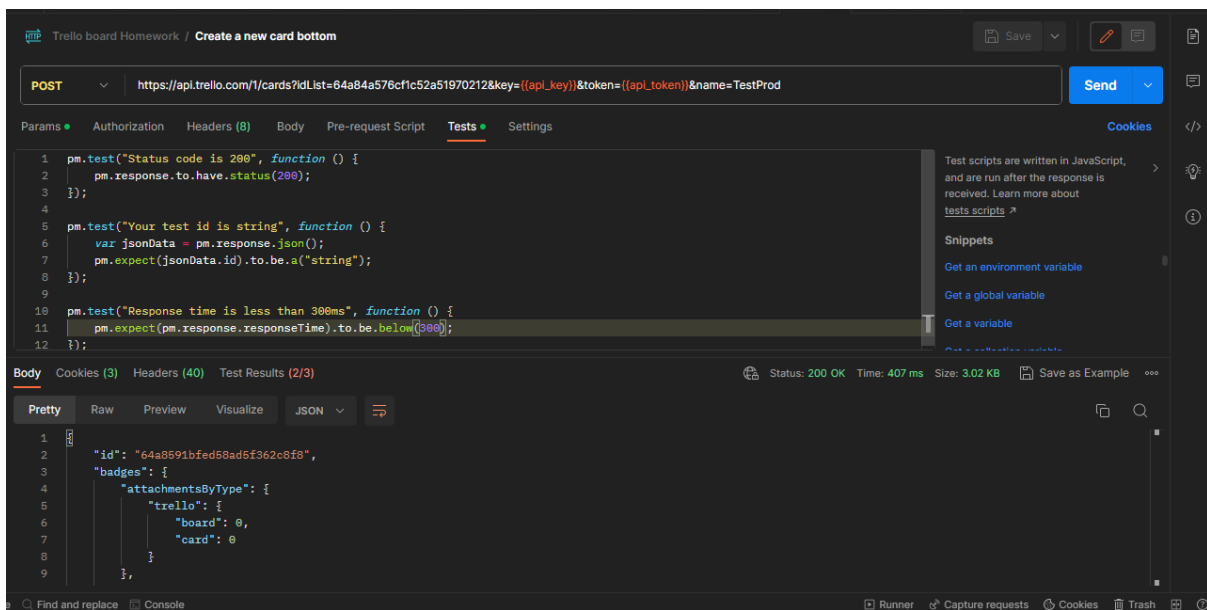 HTTP Trello board Homework / Create a new card bottom Save
POST https://api.trello.com/1/cards?idList=64a84a576cf1c52a51970212&key={{api_key}}&token={{api_token}}&name=TestProd Send
Params Authorization Headers (8) Body Pre-request Script Tests Settings Cookies
1 pm.test("Status code is 200", function () {
2 pm.response.to.have.status(200);
3 });
4
5 pm.test("Your test id is string", function () {
6 var jsonData = pm.response.json();
7 pm.expect(jsonData.id).to.be.a("string");
8 });
9
10 pm.test("Response time is less than 300ms", function () {
11 pm.expect(pm.response.responseTime).to.be.below(300);
12 });
Test scripts are written in JavaScript,
and are run after the response is
received. Learn more about
tests scripts ↗
Snippets
Get an environment variable
Get a global variable
Get a variable
Get a collection variable
Body Cookies (3) Headers (40) Test Results (2/3) Status: 200 OK Time: 407 ms Size: 3.02 KB Save as Example
Pretty Raw Preview Visualize JSON
1 {
2 "id": "64a8591bfed58ad5f362c8f8",
3 "badges": {
4 "attachmentsByType": {
5 "trello": {
6 "board": 0,
7 "card": 0
8 }
9 },
Find and replace Console Runner Capture requests Cookies Trash